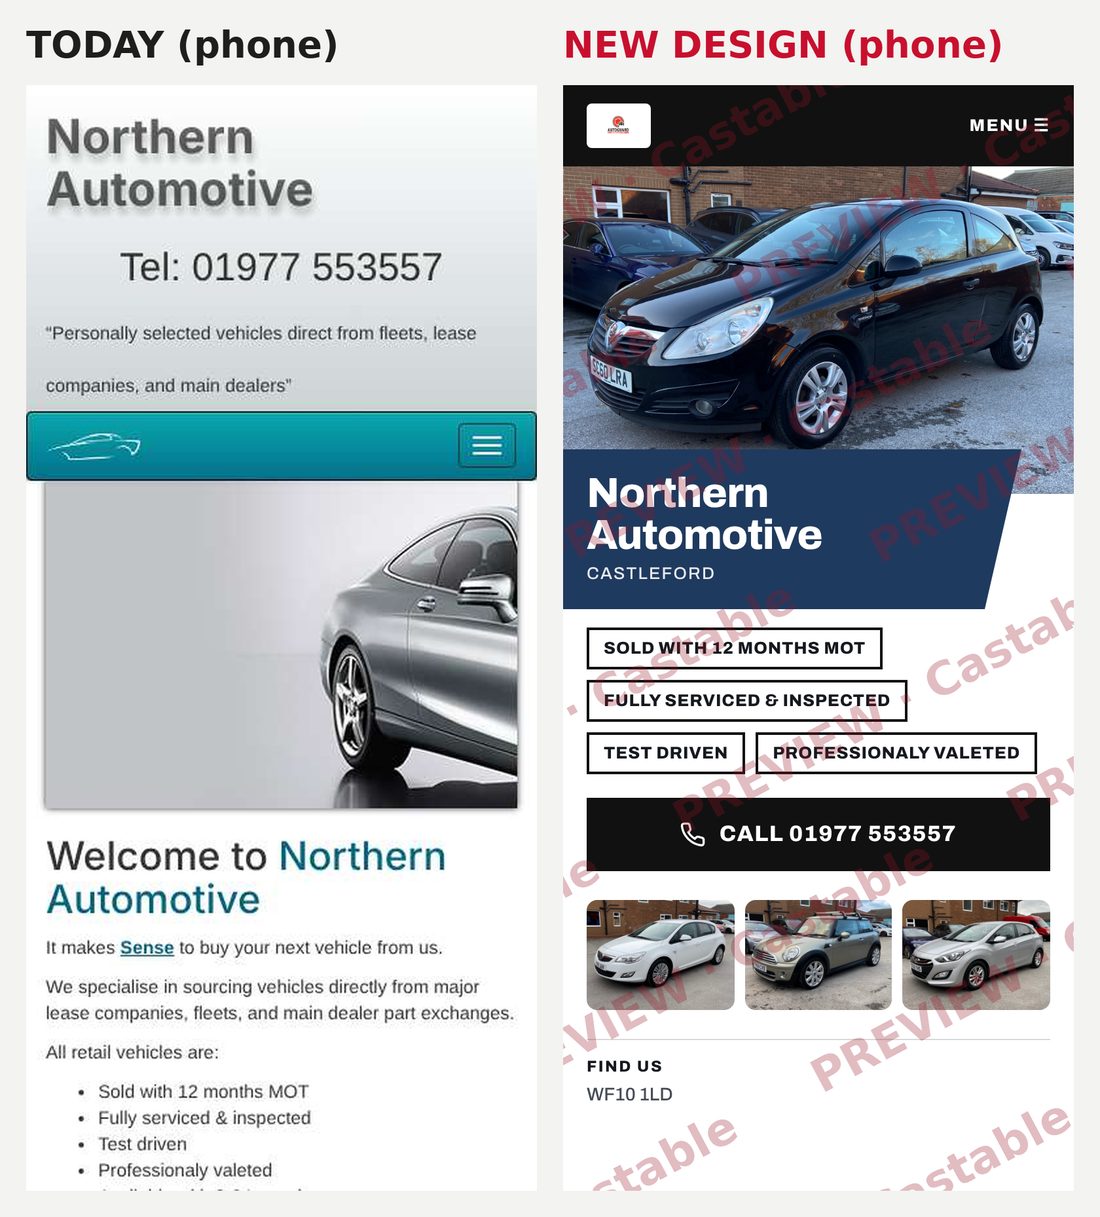 TODAY (phone)
Northern
Automotive
Tel: 01977 553557
“Personally selected vehicles direct from fleets, lease
companies, and main dealers”
Welcome to Northern
Automotive
It makes Sense to buy your next vehicle from us.
We specialise in sourcing vehicles directly from major
lease companies, fleets, and main dealer part exchanges.
All retail vehicles are:
• Sold with 12 months MOT
• Fully serviced & inspected
• Test driven
• Professionaly valeted
NEW DESIGN (phone)
AUTOGUARD
MENU ☰
Northern
Automotive
CASTLEFORD
SOLD WITH 12 MONTHS MOT
FULLY SERVICED & INSPECTED
TEST DRIVEN
PROFESSIONALY VALETED
CALL 01977 553557
FIND US
WF10 1LD
PREVIEW · Castable